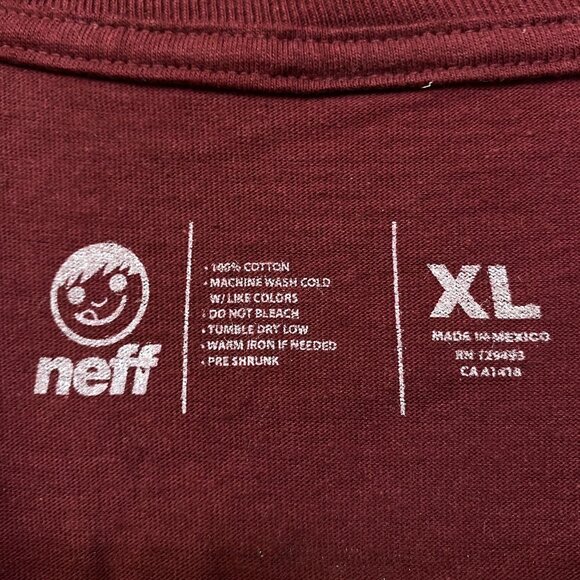 neff
• 100% COTTON
• MACHINE WASH COLD
W/ LIKE COLORS
• DO NOT BLEACH
• TUMBLE DRY LOW
• WARM IRON IF NEEDED
• PRE SHRUNK
XL
MADE IN MEXICO
RN 129493
CA 41418